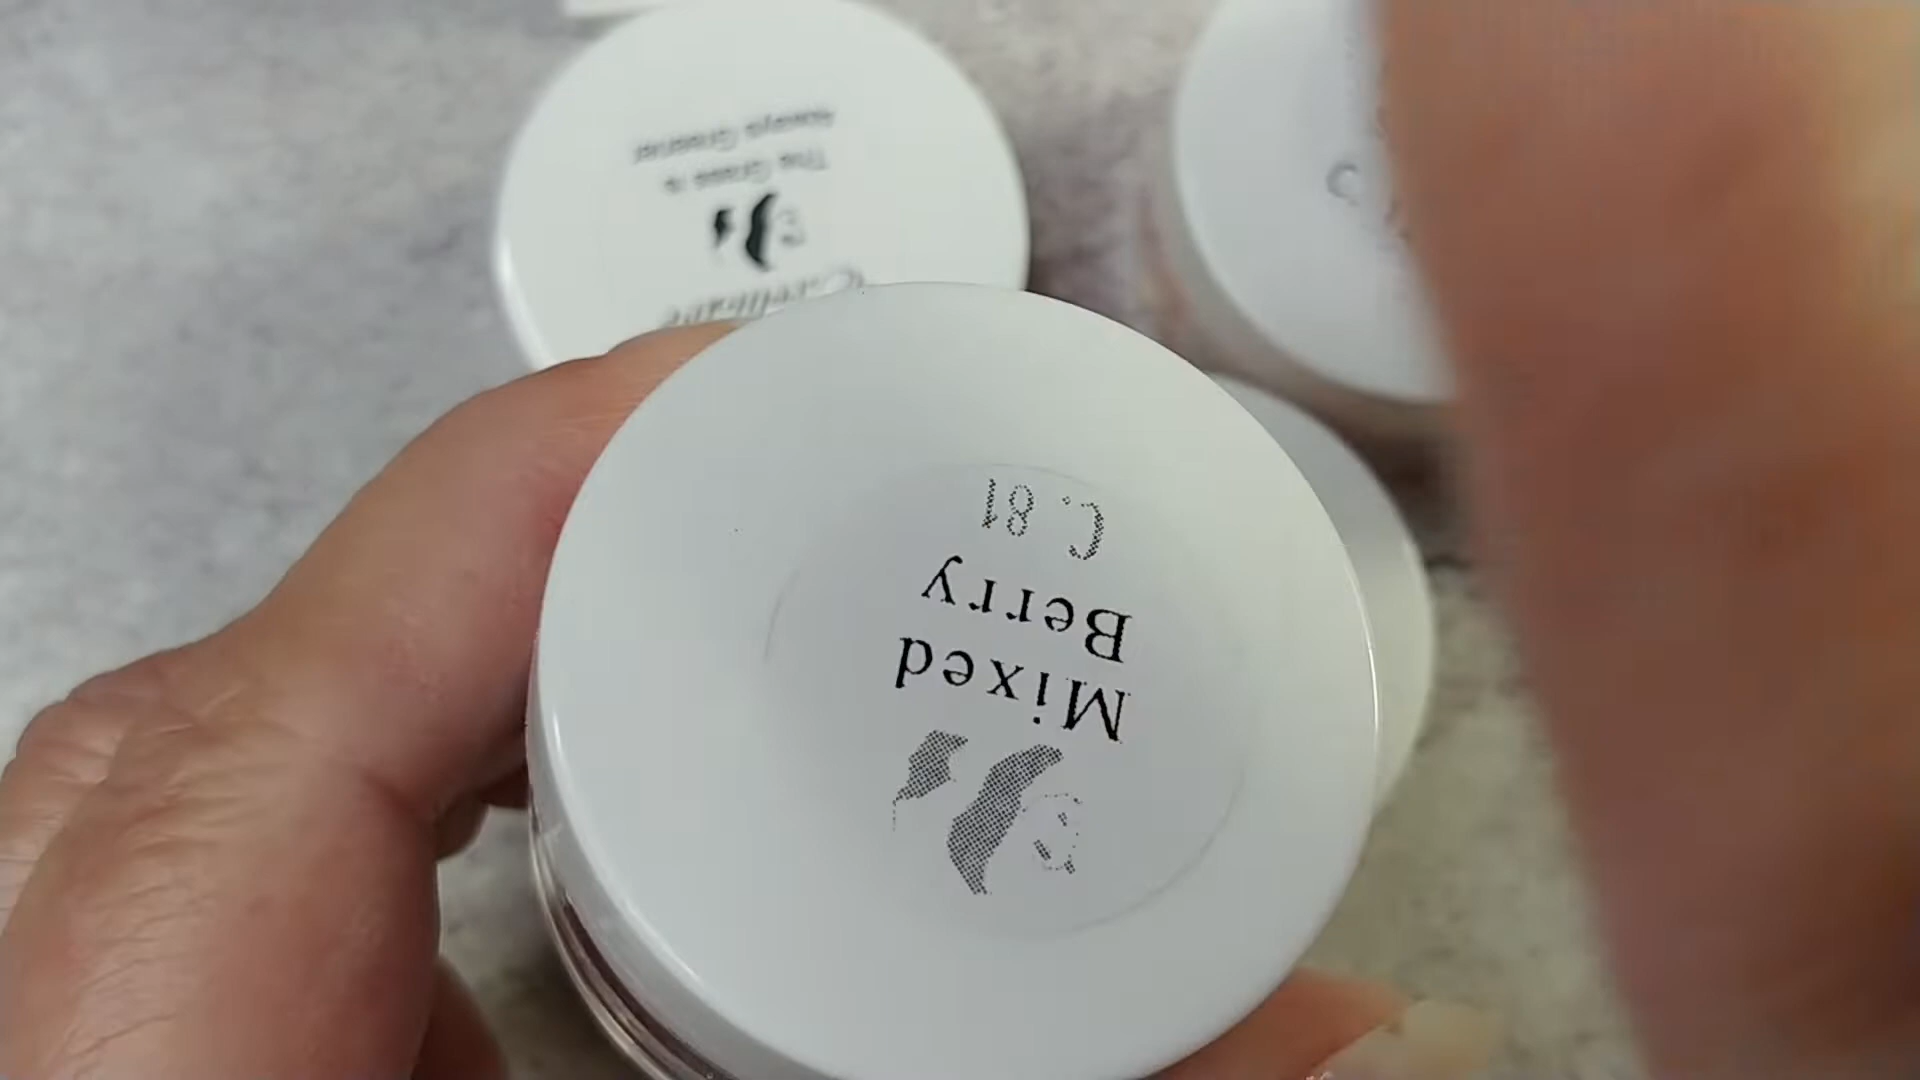 Mixed
Berry
C 81
The Grass is
Always Greener